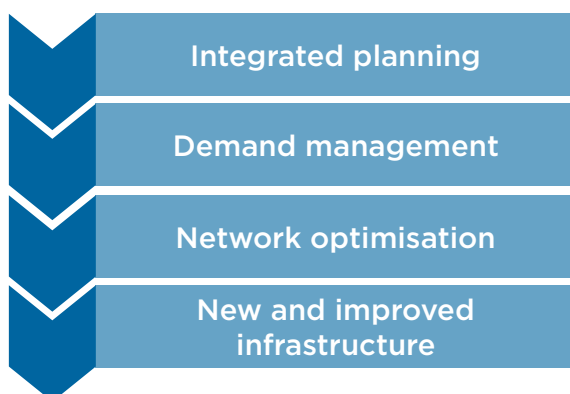 Integrated planning
Demand management
Network optimisation
New and improved
infrastructure